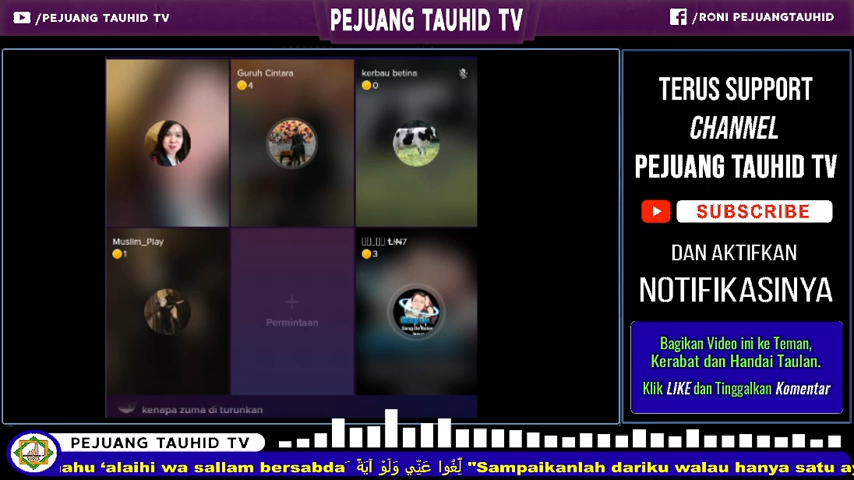 /PEJUANG TAUHID TV
PEJUANG TAUHID TV
/RONI PEJUANGTAUHID
Guruh Cintara
4
kerbau betina
0
Muslim_Play
1
Ł𝖨N7
3
Permintaan
kenapa zuma di turunkan
TERUS SUPPORT
CHANNEL
PEJUANG TAUHID TV
SUBSCRIBE
DAN AKTIFKAN
NOTIFIKASINYA
Bagikan Video ini ke Teman,
Kerabat dan Handai Taulan.
Klik LIKE dan Tinggalkan Komentar
PEJUANG TAUHID TV
ahu ‘alaihi wa sallam bersabda لِّغُوا عَنِّي وَلَوْ آيَةً "Sampaikanlah dariku walau hanya satu ay